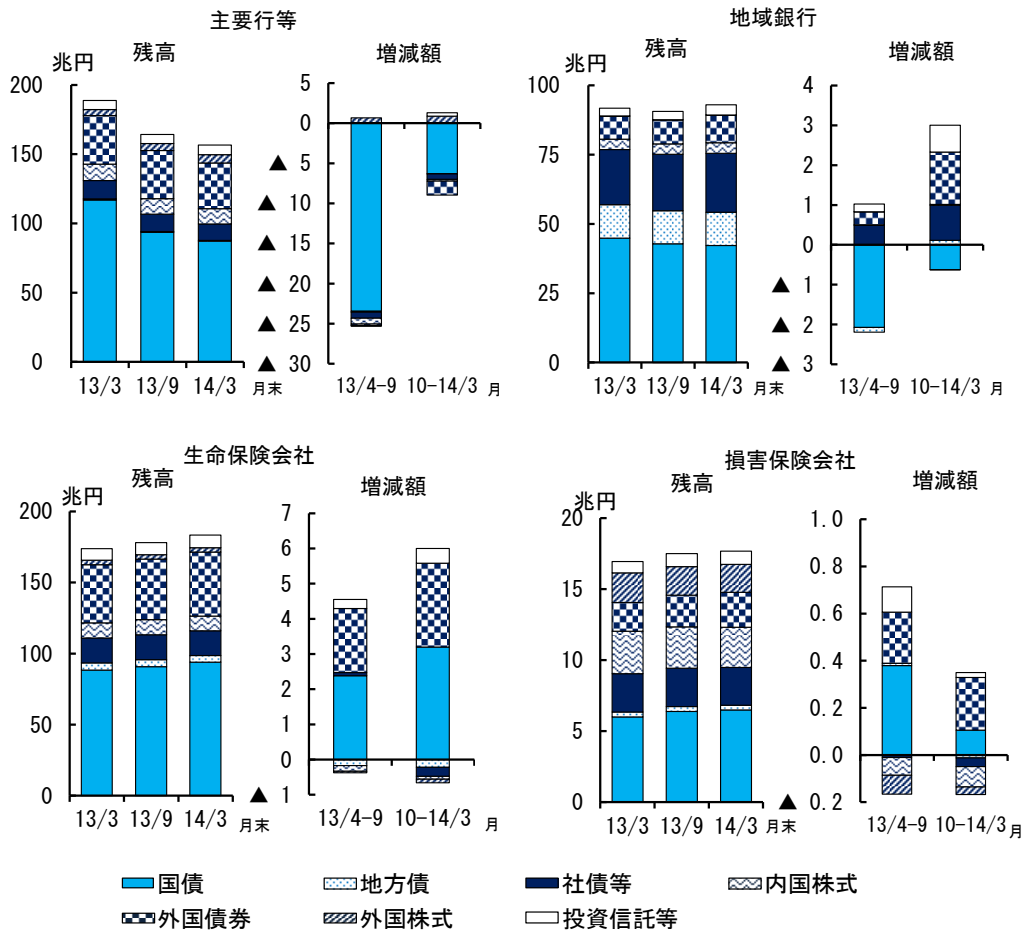 主要行等
残高
兆円
200
150
100
50
0
13/3 13/9 14/3 月末
増減額
5
0
▲ 5
▲ 10
▲ 15
▲ 20
▲ 25
▲ 30
13/4-9 10-14/3 月
地域銀行
残高
兆円
100
75
50
25
0
13/3 13/9 14/3 月末
増減額
4
3
2
1
0
▲ 1
▲ 2
▲ 3
13/4-9 10-14/3 月
生命保険会社
残高
兆円
200
150
100
50
0
13/3 13/9 14/3 月末
増減額
7
6
5
4
3
2
1
0
▲ 1
13/4-9 10-14/3 月
損害保険会社
残高
兆円
20
15
10
5
0
13/3 13/9 14/3 月末
増減額
1.0
0.8
0.6
0.4
0.2
0.0
▲ 0.2
13/4-9 10-14/3 月
国債 地方債 社債等 内国株式
外国債券 外国株式 投資信託等